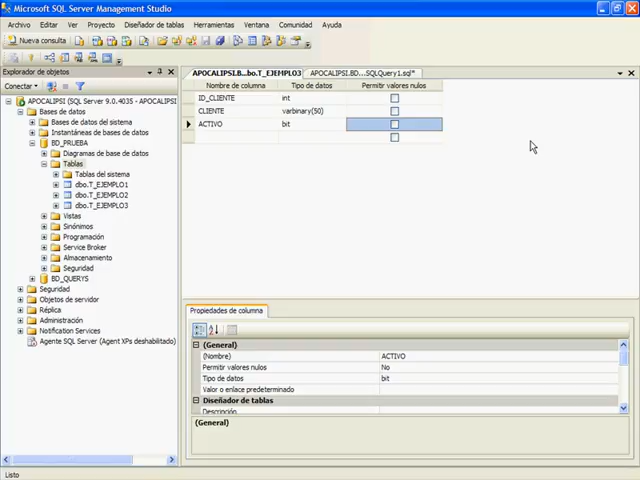 Microsoft SQL Server Management Studio
Archivo Editar Ver Proyecto Diseñador de tablas Herramientas Ventana Comunidad Ayuda
Nueva consulta
Explorador de objetos
Conectar
APOCALIPSI (SQL Server 9.0.4035 - APOCALIPSI
Bases de datos
Bases de datos del sistema
Instantáneas de bases de datos
BD_PRUEBA
Diagramas de base de datos
Tablas
Tablas del sistema
dbo.T_EJEMPLO1
dbo.T_EJEMPLO2
dbo.T_EJEMPLO3
Vistas
Sinónimos
Programación
Service Broker
Almacenamiento
Seguridad
BD_QUERYS
Seguridad
Objetos de servidor
Réplica
Administración
Notification Services
Agente SQL Server (Agent XPs deshabilitado)
APOCALIPSI.B...bo.T_EJEMPLO3 APOCALIPSI.BD...SQLQuery1.sql*
Nombre de columna Tipo de datos Permitir valores nulos
ID_CLIENTE int
CLIENTE varbinary(50)
ACTIVO bit
Propiedades de columna
(General)
(Nombre) ACTIVO
Permitir valores nulos No
Tipo de datos bit
Valor o enlace predeterminado
Diseñador de tablas
Descripción
(General)
Listo